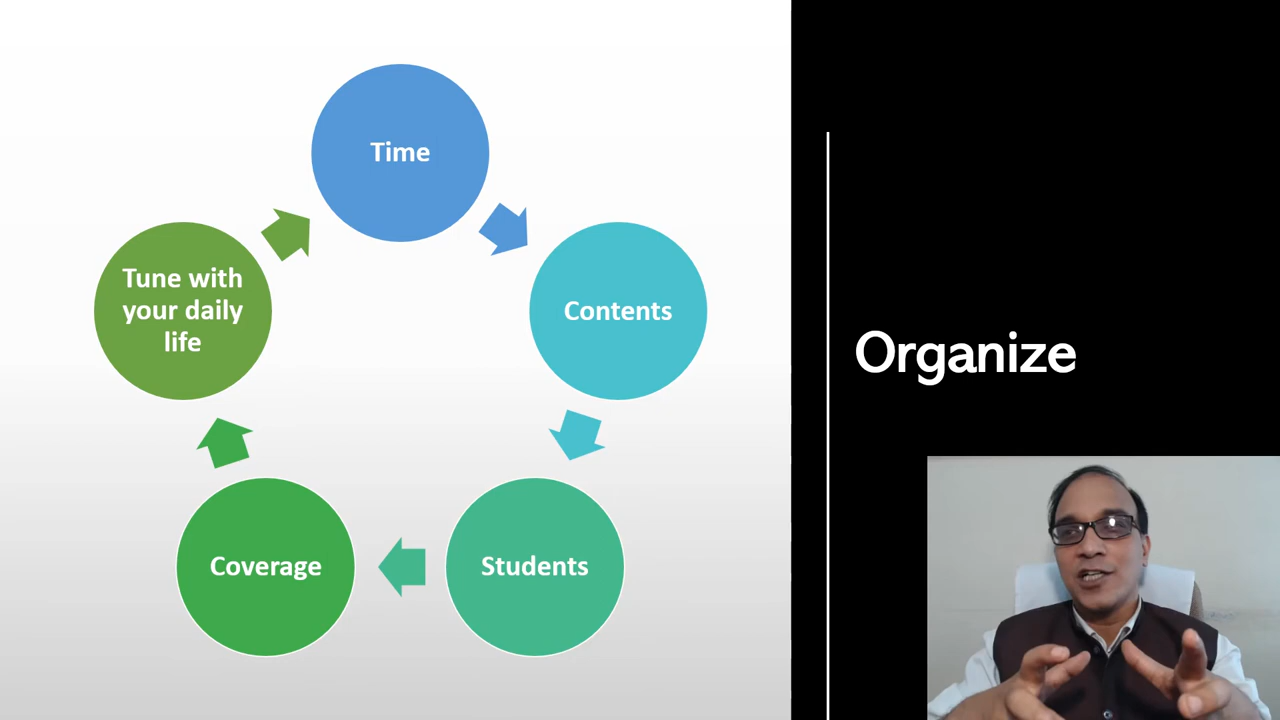 Time
Contents
Students
Coverage
Tune with
your daily
life
Organize